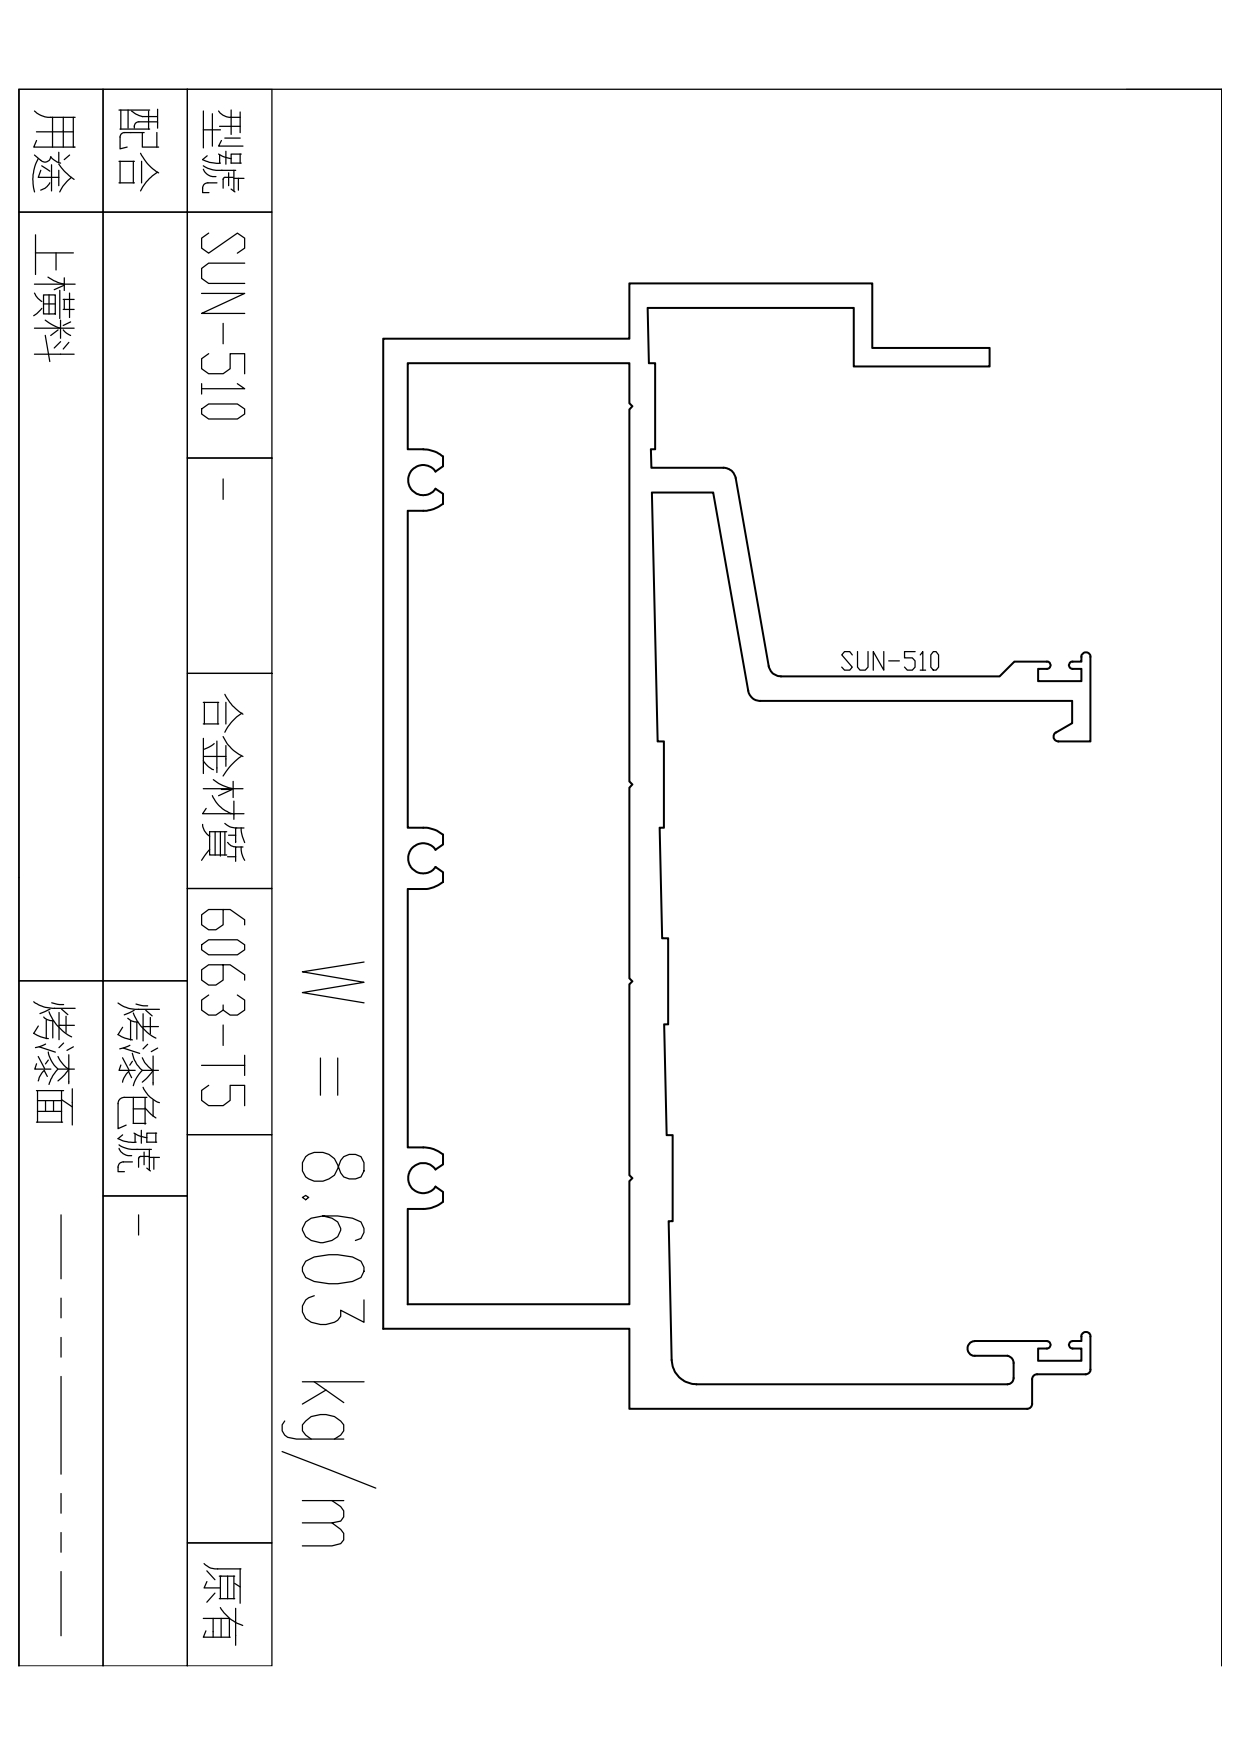 SUN-510
W = 8.603 kg/m
型號 SUN-510 - 合金材質 6063-T5 原有
配合 烤漆色號 -
用途 上橫料 烤漆面